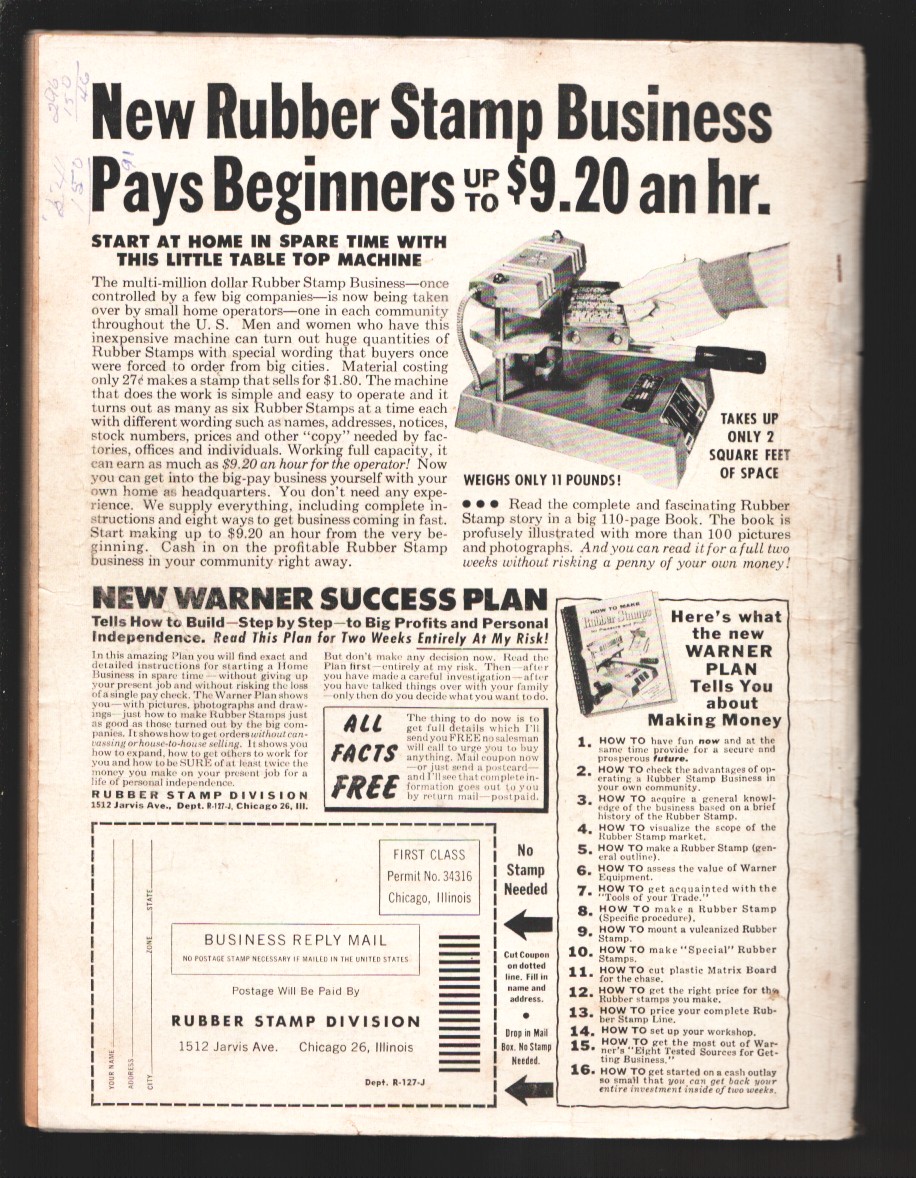 New Rubber Stamp Business
Pays Beginners UP TO $9.20 an hr.
START AT HOME IN SPARE TIME WITH
THIS LITTLE TABLE TOP MACHINE
The multi-million dollar Rubber Stamp Business—once
controlled by a few big companies—is now being taken
over by small home operators—one in each community
throughout the U. S. Men and women who have this
inexpensive machine can turn out huge quantities of
Rubber Stamps with special wording that buyers once
were forced to order from big cities. Material costing
only 27¢ makes a stamp that sells for $1.80. The machine
that does the work is simple and easy to operate and it
turns out as many as six Rubber Stamps at a time each
with different wording such as names, addresses, notices,
stock numbers, prices and other "copy" needed by fac-
tories, offices and individuals. Working full capacity, it
can earn as much as $9.20 an hour for the operator! Now
you can get into the big-pay business yourself with your
own home as headquarters. You don't need any expe-
rience. We supply everything, including complete in-
structions and eight ways to get business coming in fast.
Start making up to $9.20 an hour from the very be-
ginning. Cash in on the profitable Rubber Stamp
business in your community right away.
TAKES UP
ONLY 2
SQUARE FEET
OF SPACE
WEIGHS ONLY 11 POUNDS!
●●● Read the complete and fascinating Rubber
Stamp story in a big 110-page Book. The book is
profusely illustrated with more than 100 pictures
and photographs. And you can read it for a full two
weeks without risking a penny of your own money!
NEW WARNER SUCCESS PLAN
Tells How to Build—Step by Step—to Big Profits and Personal
Independence. Read This Plan for Two Weeks Entirely At My Risk!
In this amazing Plan you will find exact and
detailed instructions for starting a Home
Business in spare time—without giving up
your present job and without risking the loss
of a single pay check. The Warner Plan shows
you—with pictures, photographs and draw-
ings—just how to make Rubber Stamps just
as good as those turned out by the big com-
panies. It shows how to get orders without can-
vassing or house-to-house selling. It shows you
how to expand, how to get others to work for
you and how to be SURE of at least twice the
money you make on your present job for a
life of personal independence.
RUBBER STAMP DIVISION
1512 Jarvis Ave., Dept. R-127-J, Chicago 26, Ill.
But don't make any decision now. Read the
Plan first—entirely at my risk. Then—after
you have made a careful investigation—after
you have talked things over with your family
—only then do you decide what you want to do.
ALL
FACTS
FREE
The thing to do now is to
get full details which I'll
send you FREE no salesman
will call to urge you to buy
anything. Mail coupon now
—or just send a postcard—
and I'll see that complete in-
formation goes out to you
by return mail—postpaid.
HOW TO MAKE
Rubber Stamps
for Pleasure and Profit
Here's what
the new
WARNER
PLAN
Tells You
about
Making Money
1. HOW TO have fun now and at the
same time provide for a secure and
prosperous future.
2. HOW TO check the advantages of op-
erating a Rubber Stamp Business in
your own community.
3. HOW TO acquire a general knowl-
edge of the business based on a brief
history of the Rubber Stamp.
4. HOW TO visualize the scope of the
Rubber Stamp market.
5. HOW TO make a Rubber Stamp (gen-
eral outline).
6. HOW TO assess the value of Warner
Equipment.
7. HOW TO get acquainted with the
"Tools of your Trade."
8. HOW TO make a Rubber Stamp
(Specific procedure).
9. HOW TO mount a vulcanized Rubber
Stamp.
10. HOW TO make "Special" Rubber
Stamps.
11. HOW TO cut plastic Matrix Board
for the chase.
12. HOW TO get the right price for the
Rubber stamps you make.
13. HOW TO price your complete Rub-
ber Stamp Line.
14. HOW TO set up your workshop.
15. HOW TO get the most out of War-
ner's "Eight Tested Sources for Get-
ting Business."
16. HOW TO get started on a cash outlay
so small that you can get back your
entire investment inside of two weeks.
YOUR NAME
ADDRESS
CITY ZONE STATE
FIRST CLASS
Permit No. 34316
Chicago, Illinois
BUSINESS REPLY MAIL
NO POSTAGE STAMP NECESSARY IF MAILED IN THE UNITED STATES
Postage Will Be Paid By
RUBBER STAMP DIVISION
1512 Jarvis Ave. Chicago 26, Illinois
Dept. R-127-J
No
Stamp
Needed
Cut Coupon
on dotted
line. Fill in
name and
address.
•
Drop in Mail
Box. No Stamp
Needed.